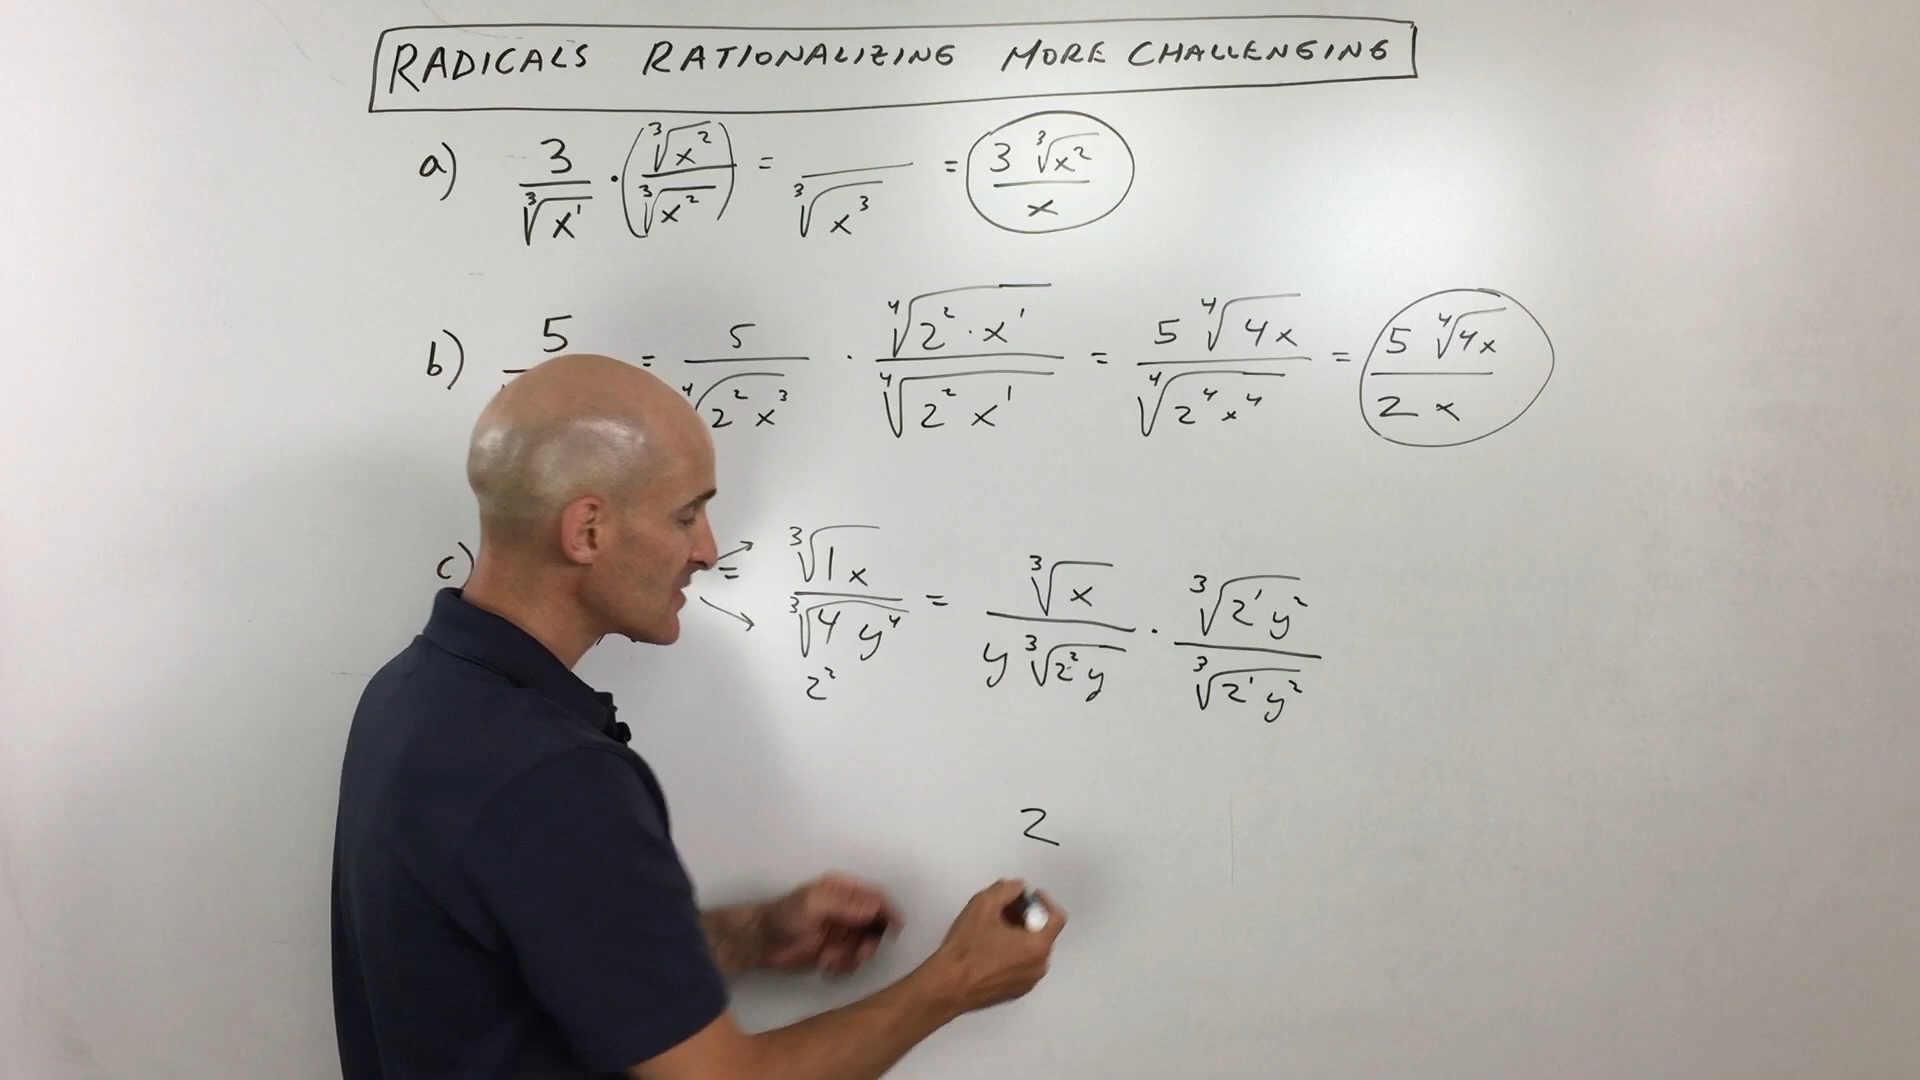 RADICALS RATIONALIZING MORE CHALLENGING
a) 3/∛x¹ · (∛x²/∛x²) = /∛x³ = 3∛x²/x
b) 5 = 5/∜2²x³ · ∜2²·x¹/∜2²x¹ = 5∜4x/∜2⁴x⁴ = 5∜4x/2x
c) = ∛1x/∛4y⁴ = ∛x/y∛2²y · ∛2¹y²/∛2¹y²
2²
2